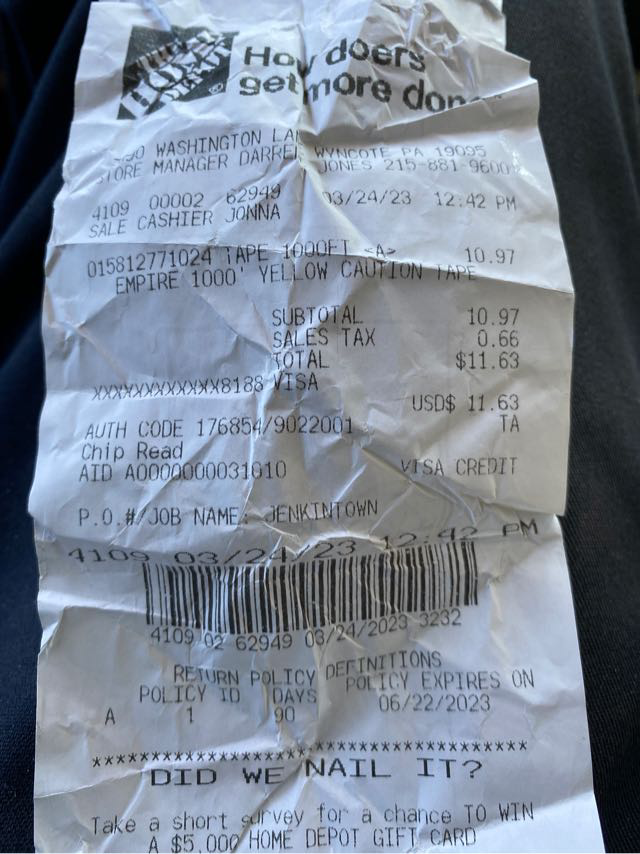 THE HOME DEPOT
How doers
get more done
WASHINGTON LA WYNCOTE PA 19095
STORE MANAGER DARREL JONES 215-881-9600
4109 00002 62949 03/24/23 12:42 PM
SALE CASHIER JONNA
015812771024 TAPE 1000FT <A> 10.97
EMPIRE 1000' YELLOW CAUTION TAPE
SUBTOTAL 10.97
SALES TAX 0.66
TOTAL $11.63
XXXXXXXXXXXX8188 VISA
USD$ 11.63
AUTH CODE 176854/9022001 TA
Chip Read
AID A0000000031010 VISA CREDIT
P.O.#/JOB NAME: JENKINTOWN
4109 03/24/23 12:42 PM
4109 02 62949 03/24/2023 3232
RETURN POLICY DEFINITIONS
POLICY ID DAYS POLICY EXPIRES ON
A 1 90 06/22/2023
**********************************************
DID WE NAIL IT?
Take a short survey for a chance TO WIN
A $5,000 HOME DEPOT GIFT CARD